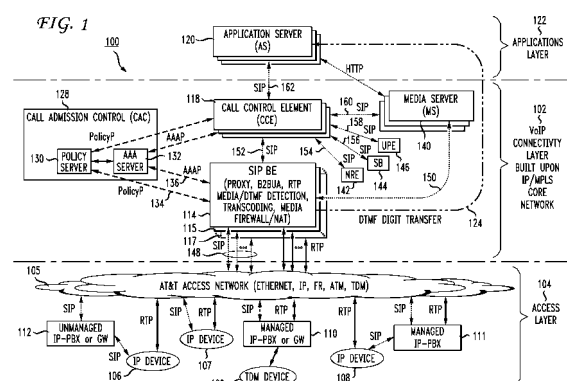 FIG. 1
100
120
APPLICATION SERVER
(AS)
122
APPLICATIONS
LAYER
HTTP
SIP
162
128
CALL ADMISSION CONTROL (CAC)
118
CALL CONTROL ELEMENT
(CCE)
160
SIP
158
MEDIA SERVER
(MS)
140
102
VoIP
CONNECTIVITY
LAYER
BUILT UPON
IP/MPLS
CORE
NETWORK
PolicyP
AAAP
130
POLICY
SERVER
AAA
SERVER
132
136
AAAP
134
PolicyP
152
SIP
154
156
SIP
SIP
UPE
146
SB
144
NRE
142
150
SIP BE
(PROXY, B2BUA, RTP
MEDIA/DTMF DETECTION,
TRANSCODING, MEDIA
FIREWALL/NAT)
114
115
117
148
SIP
RTP
DTMF DIGIT TRANSFER
124
105
AT&T ACCESS NETWORK (ETHERNET, IP, FR, ATM, TDM)
104
ACCESS
LAYER
SIP
RTP
SIP
RTP
SIP
RTP
RTP
SIP
RTP
112
UNMANAGED
IP-PBX or GW
IP DEVICE
107
MANAGED
IP-PBX or GW
110
MANAGED
IP-PBX
111
SIP
IP DEVICE
106
SIP
IP DEVICE
108
TDM DEVICE